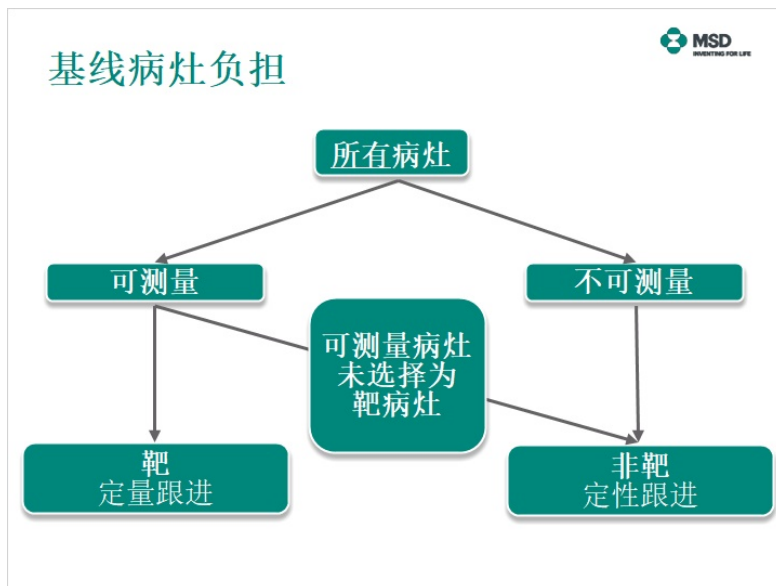 基线病灶负担
MSD
INVENTING FOR LIFE
所有病灶
可测量
不可测量
可测量病灶
未选择为
靶病灶
靶
定量跟进
非靶
定性跟进